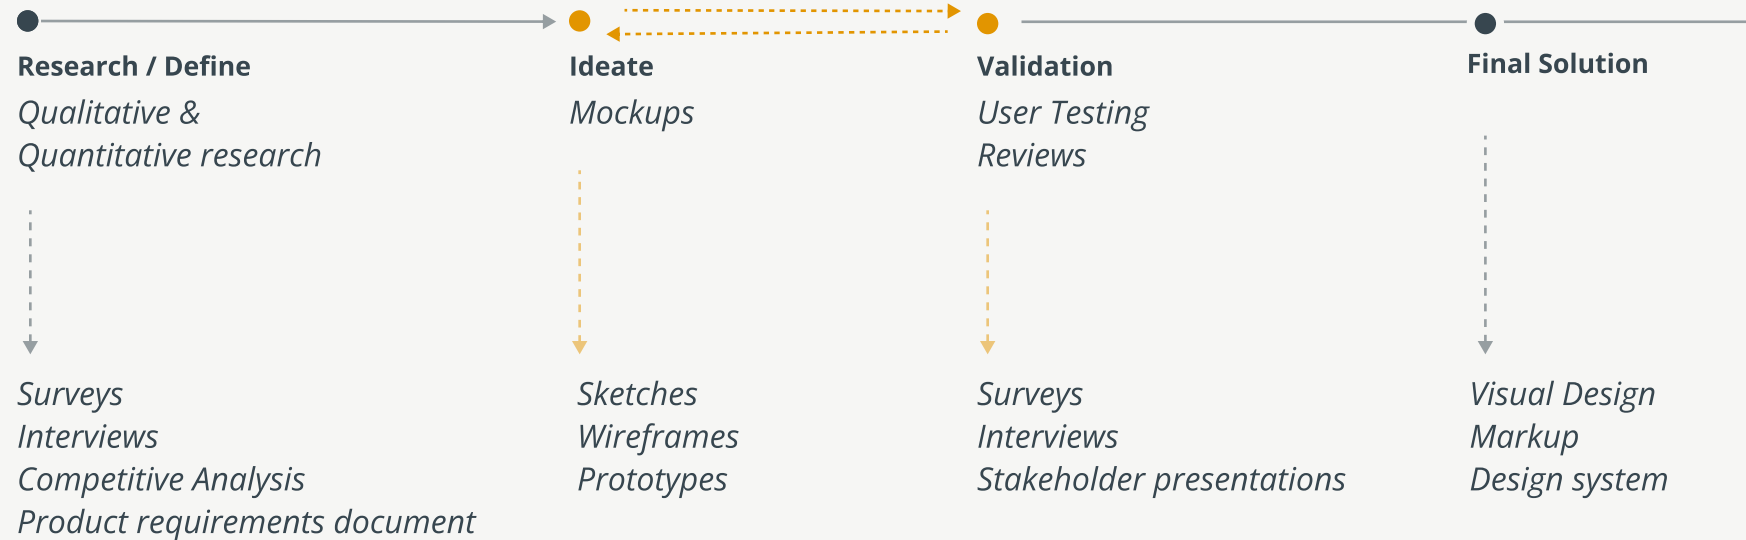 Research / Define
Qualitative &
Quantitative research
Surveys
Interviews
Competitive Analysis
Product requirements document
Ideate
Mockups
Sketches
Wireframes
Prototypes
Validation
User Testing
Reviews
Surveys
Interviews
Stakeholder presentations
Final Solution
Visual Design
Markup
Design system